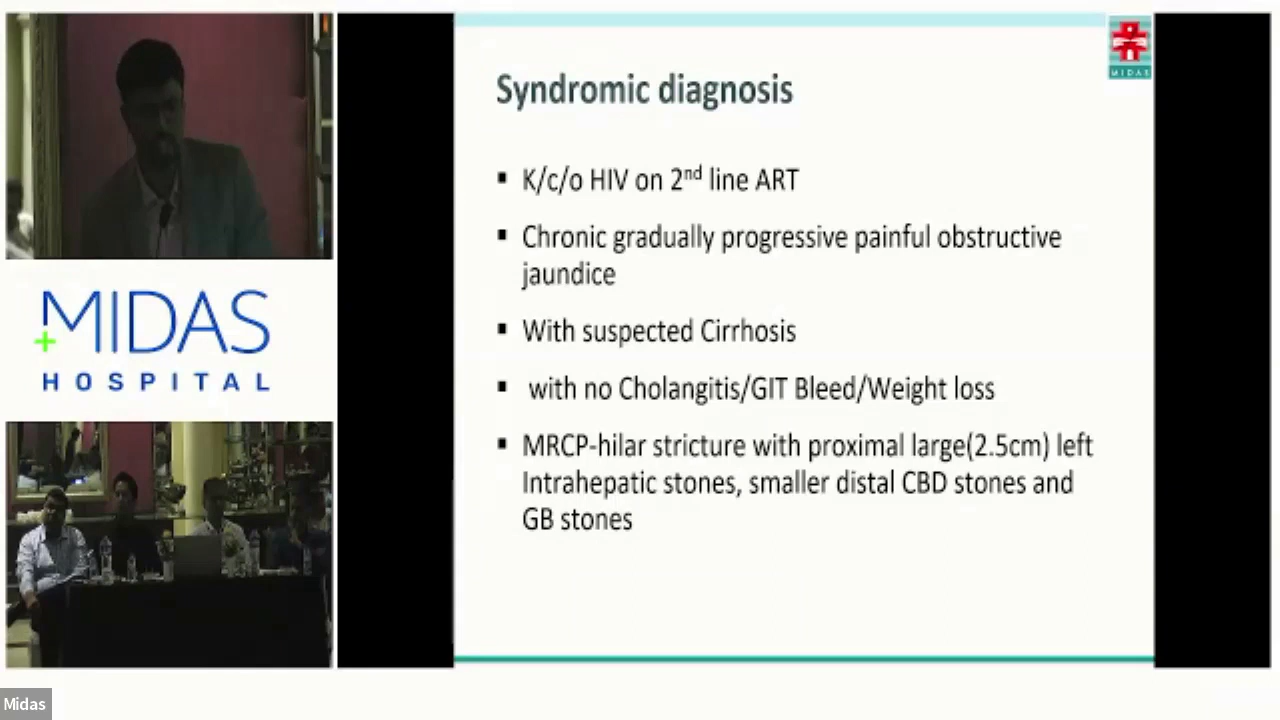 MIDAS
Syndromic diagnosis
▪ K/c/o HIV on 2nd line ART
▪ Chronic gradually progressive painful obstructive
jaundice
▪ With suspected Cirrhosis
▪ with no Cholangitis/GIT Bleed/Weight loss
▪ MRCP-hilar stricture with proximal large(2.5cm) left
Intrahepatic stones, smaller distal CBD stones and
GB stones
MIDAS
HOSPITAL
Midas